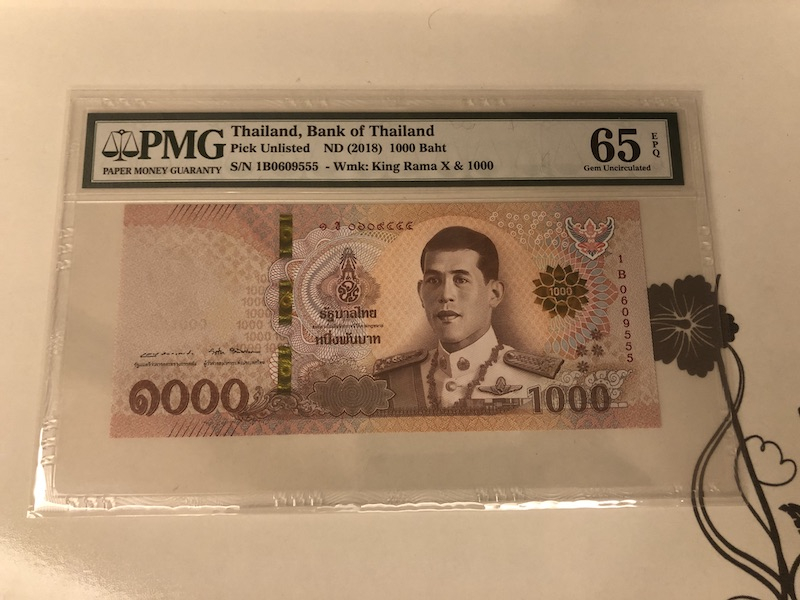 PMG
PAPER MONEY GUARANTY
Thailand, Bank of Thailand
Pick Unlisted ND (2018) 1000 Baht
S/N 1B0609555 - Wmk: King Rama X & 1000
65
EPQ
Gem Uncirculated
๑ ฮ ๐๖๐๙๕๕๕
รัฐบาลไทย
หนึ่งพันบาท
1000
1B0609555
๑๐๐๐
1000